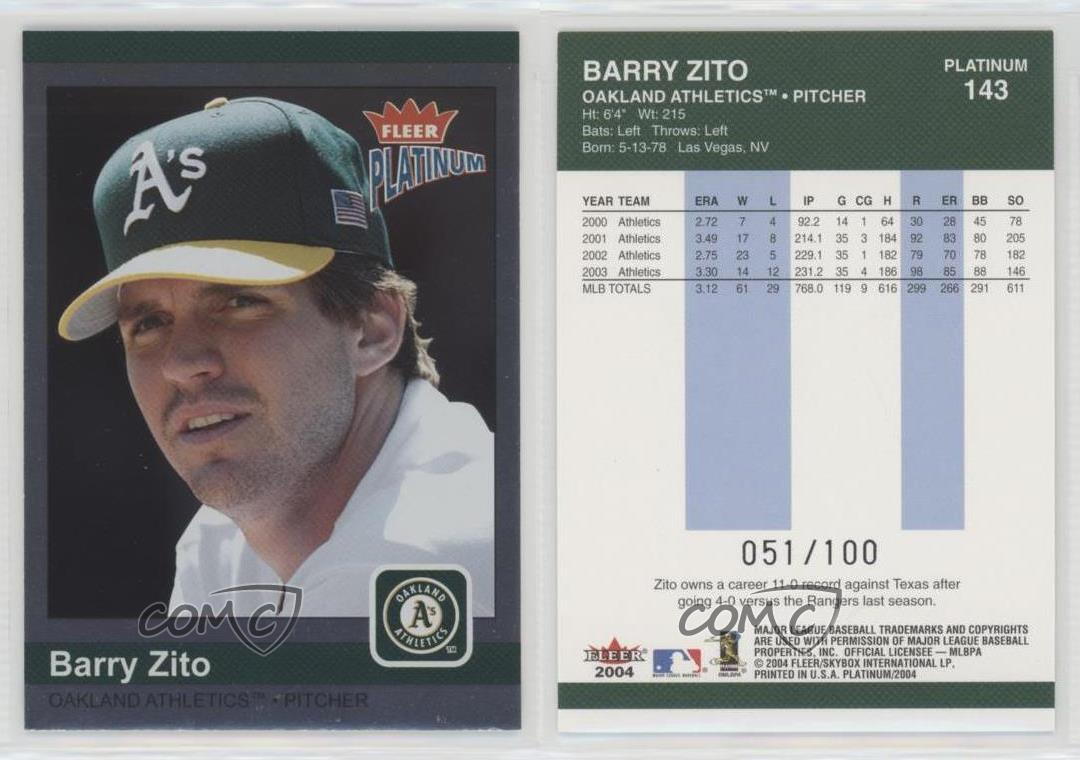 A's
FLEER
PLATINUM
OAKLAND
A's
ATHLETICS
TM
COMC
Barry Zito
OAKLAND ATHLETICS™ • PITCHER
BARRY ZITO
PLATINUM
143
OAKLAND ATHLETICS™ • PITCHER
Ht: 6'4" Wt: 215
Bats: Left Throws: Left
Born: 5-13-78 Las Vegas, NV
YEAR TEAM ERA W L IP G CG H R ER BB SO
2000 Athletics 2.72 7 4 92.2 14 1 64 30 28 45 78
2001 Athletics 3.49 17 8 214.1 35 3 184 92 83 80 205
2002 Athletics 2.75 23 5 229.1 35 1 182 79 70 78 182
2003 Athletics 3.30 14 12 231.2 35 4 186 98 85 88 146
MLB TOTALS 3.12 61 29 768.0 119 9 616 299 266 291 611
051/100
Zito owns a career 11-0 record against Texas after
going 4-0 versus the Rangers last season.
COMC
FLEER
2004
MAJOR LEAGUE BASEBALL TRADEMARKS AND COPYRIGHTS
ARE USED WITH PERMISSION OF MAJOR LEAGUE BASEBALL
PROPERTIES, INC. OFFICIAL LICENSEE — MLBPA
© 2004 FLEER/SKYBOX INTERNATIONAL LP.
PRINTED IN U.S.A. PLATINUM/2004